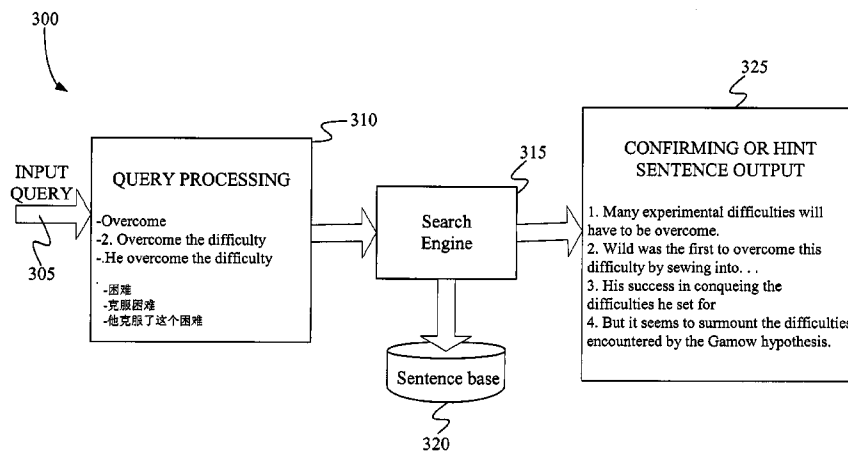 300
INPUT
QUERY
305
310
QUERY PROCESSING
-Overcome
-2. Overcome the difficulty
-.He overcome the difficulty
-困难
-克服困难
-他克服了这个困难
315
Search
Engine
Sentence base
320
325
CONFIRMING OR HINT
SENTENCE OUTPUT
1. Many experimental difficulties will
have to be overcome.
2. Wild was the first to overcome this
difficulty by sewing into. . .
3. His success in conqueing the
difficulties he set for
4. But it seems to surmount the difficulties
encountered by the Gamow hypothesis.